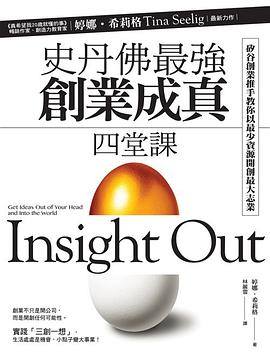 《真希望我20歲就懂的事》
暢銷作家、創造力教育家
婷娜・希莉格 Tina Seelig
最新力作
史丹佛最強
創業成真
四堂課
矽谷創業推手教你以最少資源開創最大志業
Get Ideas Out of Your Head
and Into the World
Insight Out
創業不只是開公司，
而是開創任何可能性。
實踐「三創一想」，
生活處處是機會，小點子變大事業！
婷娜・希莉格 著
林麗雪 譯